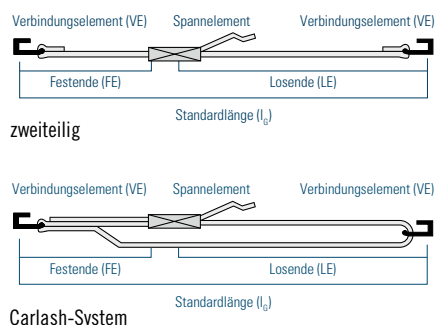 Verbindungselement (VE) Spannelement Verbindungselement (VE)
Festende (FE) Losende (LE)
Standardlänge (l_G)
zweiteilig
Verbindungselement (VE) Spannelement Verbindungselement (VE)
Festende (FE) Losende (LE)
Standardlänge (l_G)
Carlash-System